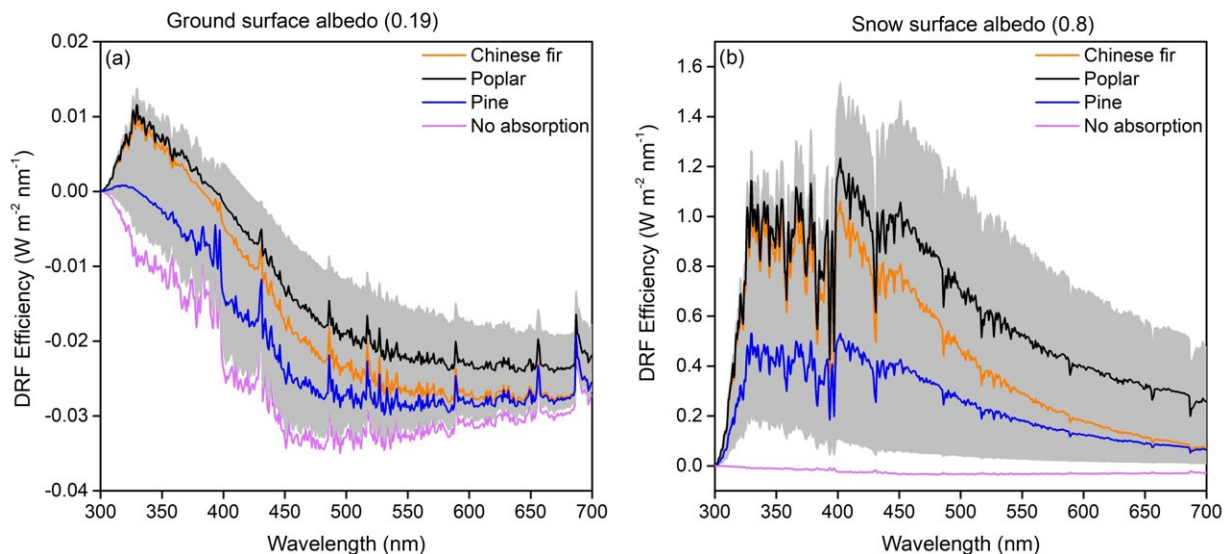 Ground surface albedo (0.19)
(a)
Chinese fir
Poplar
Pine
No absorption
0.02
0.01
0.00
-0.01
-0.02
-0.03
-0.04
DRF Efficiency (W m⁻² nm⁻¹)
300 350 400 450 500 550 600 650 700
Wavelength (nm)
Snow surface albedo (0.8)
(b)
Chinese fir
Poplar
Pine
No absorption
1.6
1.4
1.2
1.0
0.8
0.6
0.4
0.2
0.0
DRF Efficiency (W m⁻² nm⁻¹)
300 350 400 450 500 550 600 650 700
Wavelength (nm)